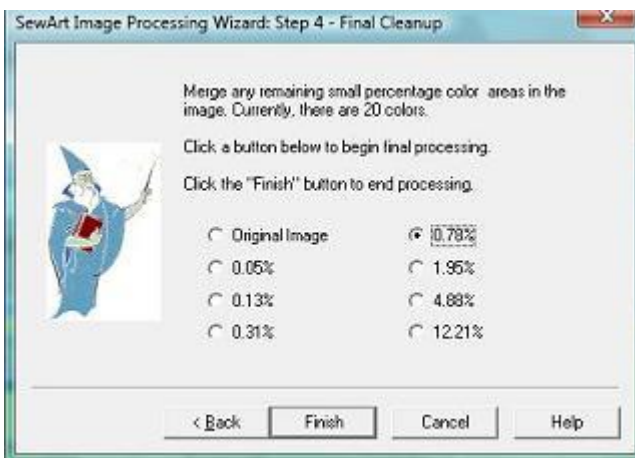 SewArt Image Processing Wizard: Step 4 - Final Cleanup
Merge any remaining small percentage color areas in the
image. Currently, there are 20 colors.
Click a button below to begin final processing.
Click the "Finish" button to end processing.
Original Image
0.78%
0.05%
1.95%
0.13%
4.88%
0.31%
12.21%
< Back
Finish
Cancel
Help